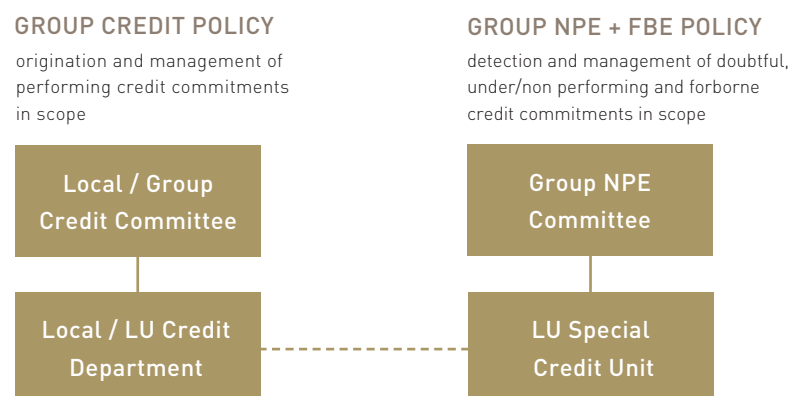 GROUP CREDIT POLICY
origination and management of
performing credit commitments
in scope
Local / Group
Credit Committee
Local / LU Credit
Department
GROUP NPE + FBE POLICY
detection and management of doubtful,
under/non performing and forborne
credit commitments in scope
Group NPE
Committee
LU Special
Credit Unit